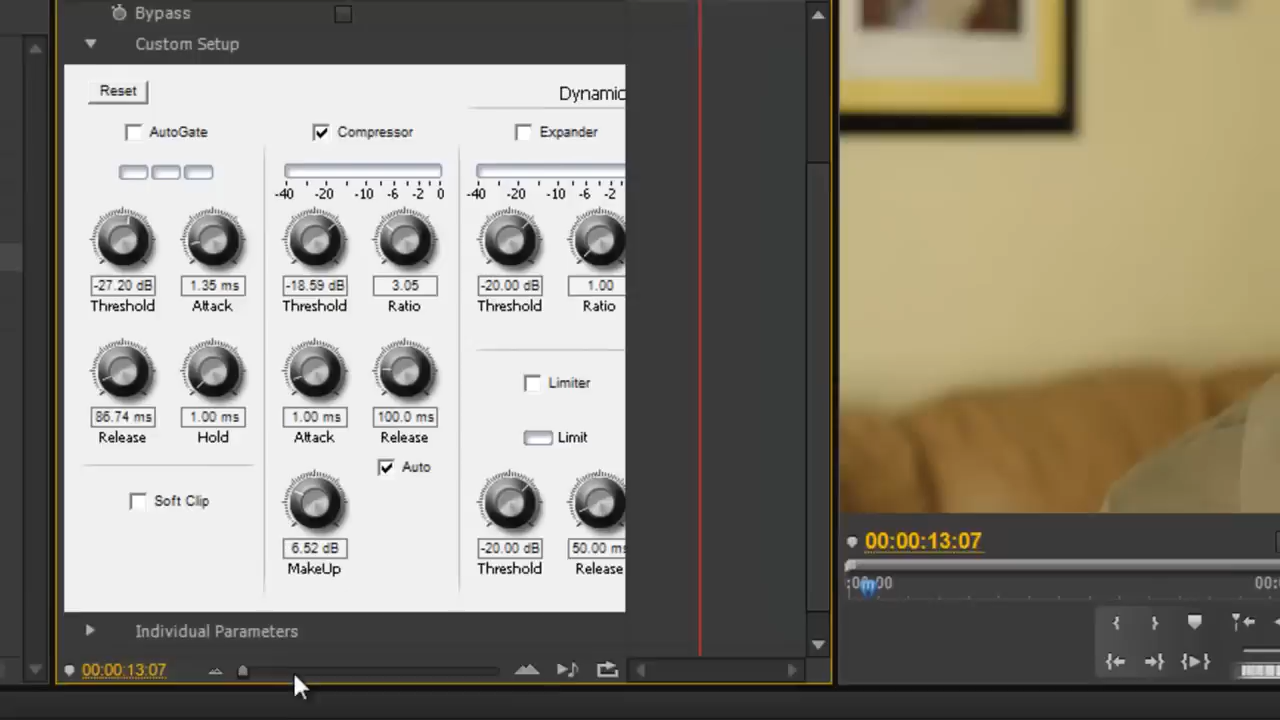 Bypass
Custom Setup
Reset
Dynamic
AutoGate
Compressor
Expander
-40 -20 -10 -6 -2 0
-40 -20 -10 -6 -2
-27.20 dB 1.35 ms -18.59 dB 3.05 -20.00 dB 1.00
Threshold Attack Threshold Ratio Threshold Ratio
Limiter
86.74 ms 1.00 ms 1.00 ms 100.0 ms
Release Hold Attack Release Limit
Auto
Soft Clip
6.52 dB -20.00 dB 50.00 ms
MakeUp Threshold Release
Individual Parameters
00:00:13:07
00:00:13:07
:00:00 00: